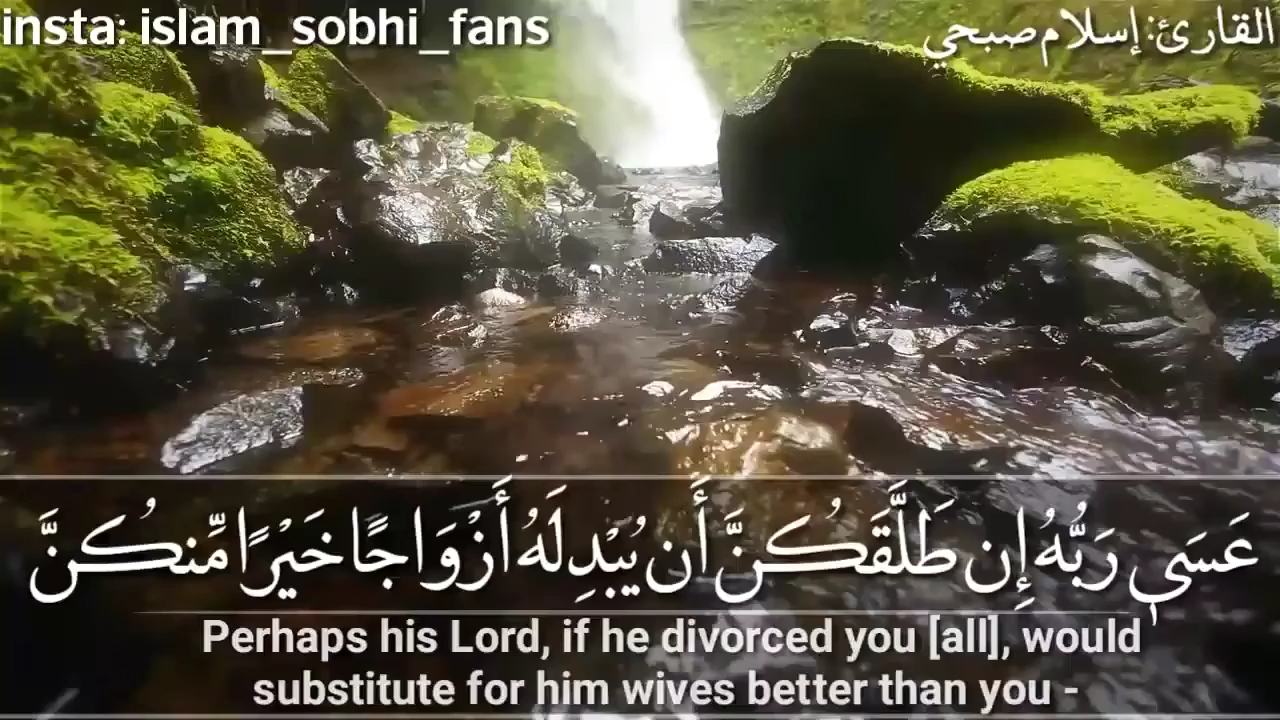 insta: islam_sobhi_fans
القارئ: إسلام صبحي
عَسَىٰ رَبُّهُ إِن طَلَّقَكُنَّ أَن يُبْدِلَهُ أَزْوَاجًا خَيْرًا مِّنكُنَّ
Perhaps his Lord, if he divorced you [all], would
substitute for him wives better than you -